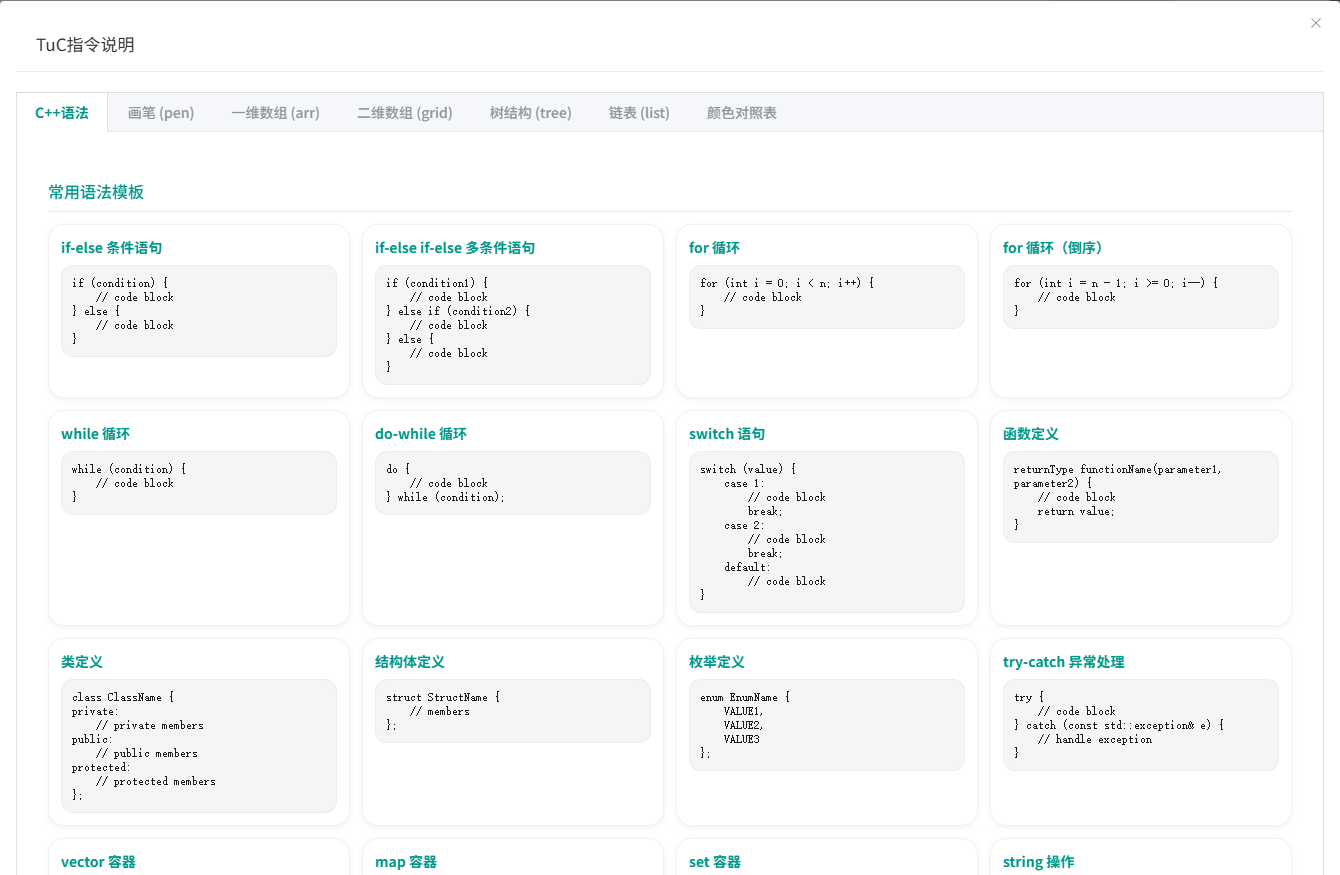 TuC指令说明
C++语法 画笔 (pen) 一维数组 (arr) 二维数组 (grid) 树结构 (tree) 链表 (list) 颜色对照表
常用语法模板
if-else 条件语句
if (condition) {
    // code block
} else {
    // code block
}
if-else if-else 多条件语句
if (condition1) {
    // code block
} else if (condition2) {
    // code block
} else {
    // code block
}
for 循环
for (int i = 0; i < n; i++) {
    // code block
}
for 循环（倒序）
for (int i = n - 1; i >= 0; i--) {
    // code block
}
while 循环
while (condition) {
    // code block
}
do-while 循环
do {
    // code block
} while (condition);
switch 语句
switch (value) {
    case 1:
        // code block
        break;
    case 2:
        // code block
        break;
    default:
        // code block
}
函数定义
returnType functionName(parameter1,
parameter2) {
    // code block
    return value;
}
类定义
class ClassName {
private:
    // private members
public:
    // public members
protected:
    // protected members
};
结构体定义
struct StructName {
    // members
};
枚举定义
enum EnumName {
    VALUE1,
    VALUE2,
    VALUE3
};
try-catch 异常处理
try {
    // code block
} catch (const std::exception& e) {
    // handle exception
}
vector 容器
map 容器
set 容器
string 操作